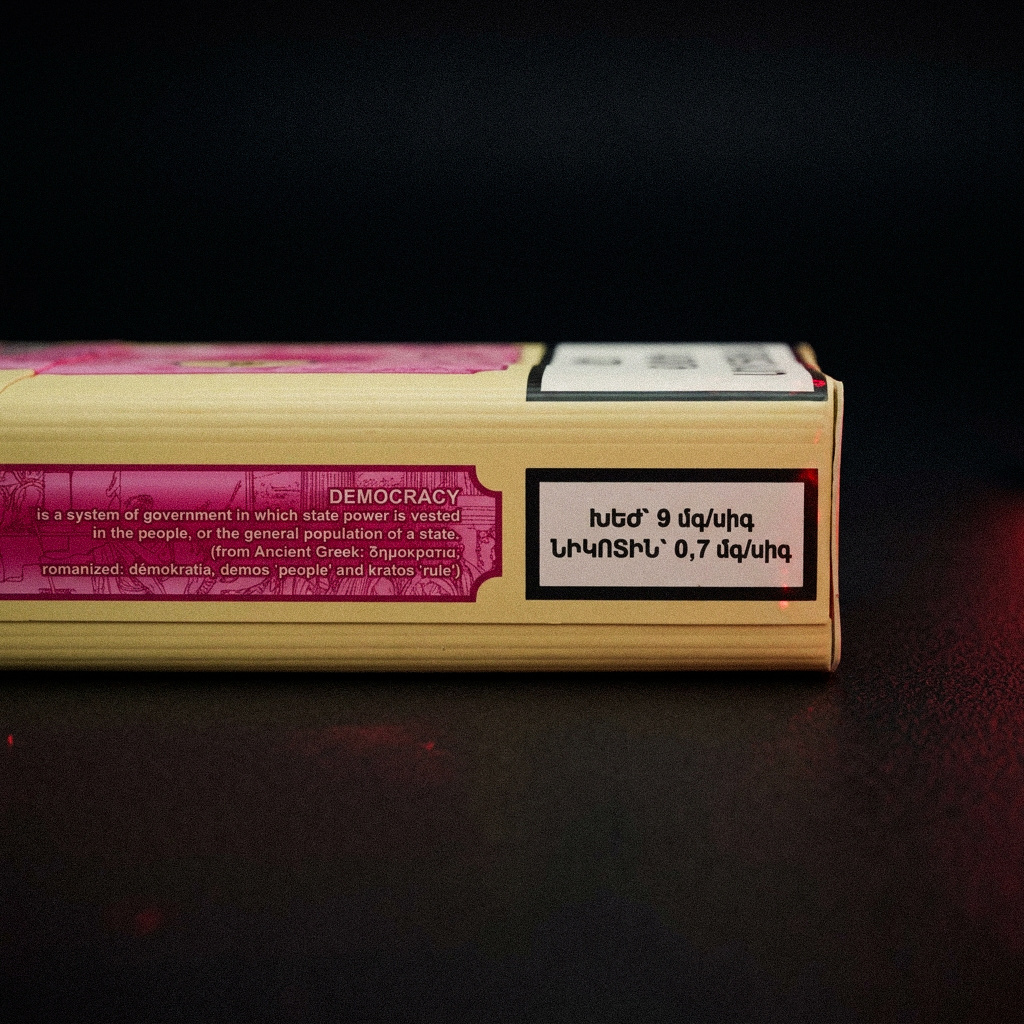 DEMOCRACY
is a system of government in which state power is vested
in the people, or the general population of a state.
(from Ancient Greek: δημοκρατια;
romanized: démokratia, demos 'people' and kratos 'rule')
ԽԵԺ՝ 9 մգ/սիգ
ՆԻԿՈՏԻՆ՝ 0,7 մգ/սիգ